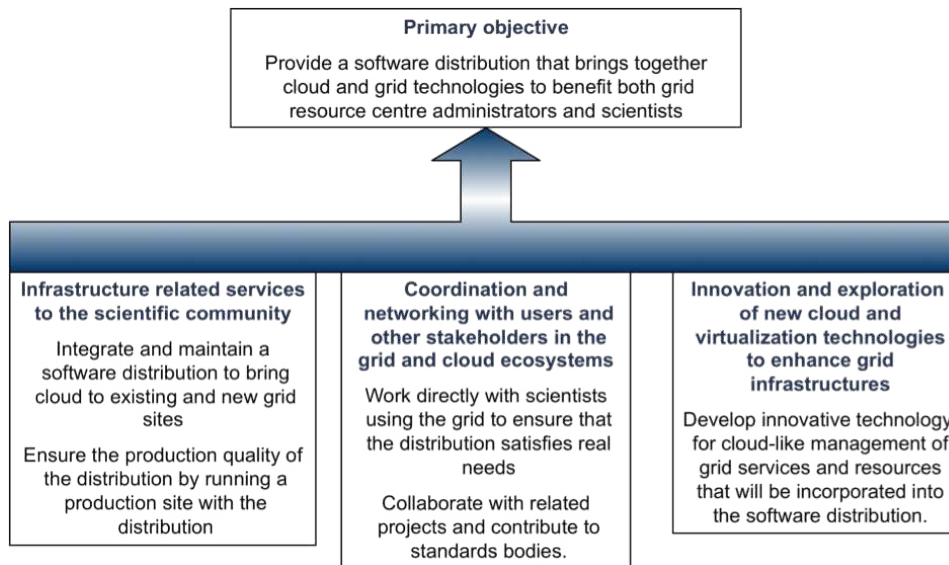 Primary objective
Provide a software distribution that brings together
cloud and grid technologies to benefit both grid
resource centre administrators and scientists
Infrastructure related services
to the scientific community
Integrate and maintain a
software distribution to bring
cloud to existing and new grid
sites
Ensure the production quality of
the distribution by running a
production site with the
distribution
Coordination and
networking with users and
other stakeholders in the
grid and cloud ecosystems
Work directly with scientists
using the grid to ensure that
the distribution satisfies real
needs
Collaborate with related
projects and contribute to
standards bodies.
Innovation and exploration
of new cloud and
virtualization technologies
to enhance grid
infrastructures
Develop innovative technology
for cloud-like management of
grid services and resources
that will be incorporated into
the software distribution.